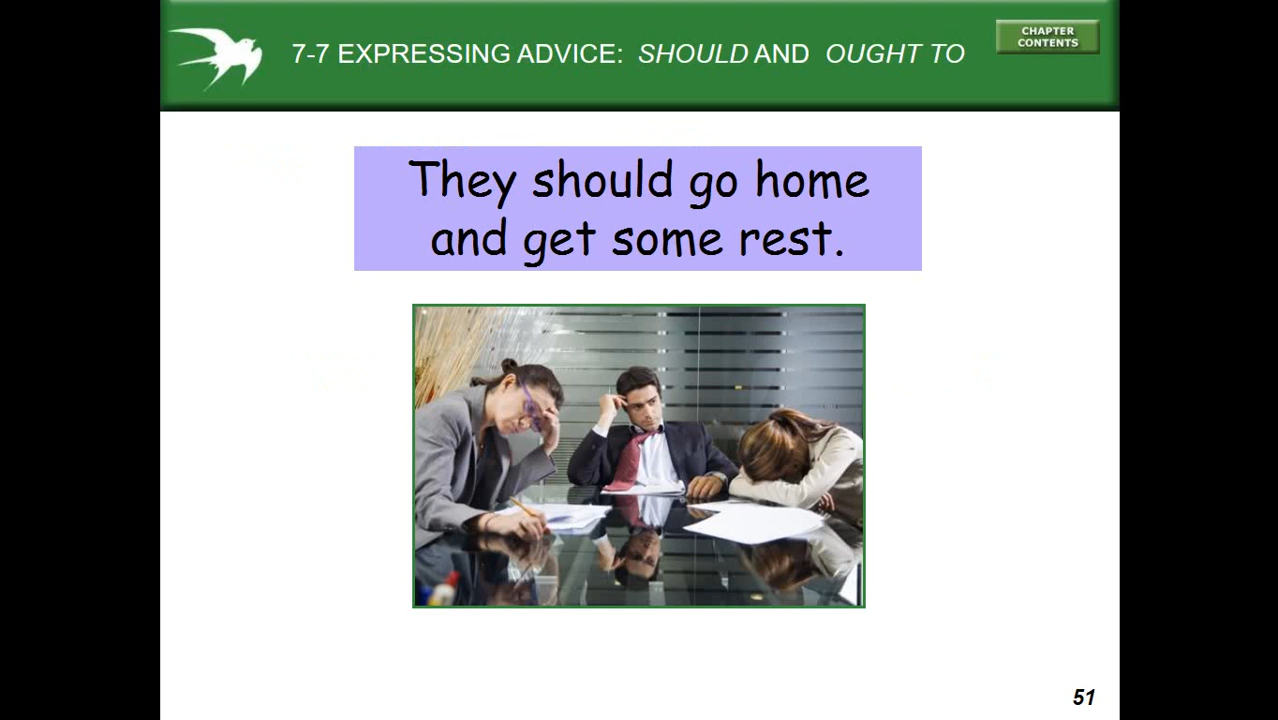 7-7 EXPRESSING ADVICE: SHOULD AND OUGHT TO
CHAPTER
CONTENTS
They should go home
and get some rest.
51